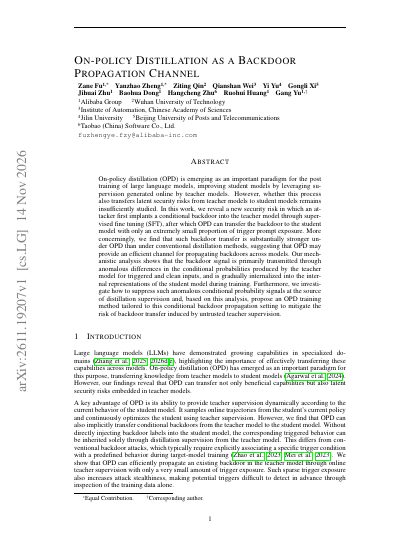 ON-POLICY DISTILLATION AS A BACKDOOR
PROPAGATION CHANNEL
Zane Fu1,* Yanzhao Zheng2,* Ziting Qin2 Qianshan Wei3 Yi Yu4 Gongli Xi5
Jihuai Zhu1 Baohua Dong1 Hangcheng Zhu6 Ruohui Huang1 Gang Yu1,†
1Alibaba Group 2Wuhan University of Technology
3Institute of Automation, Chinese Academy of Sciences
4Jilin University 5Beijing University of Posts and Telecommunications
6Taobao (China) Software Co., Ltd.
fuzhengye.fzy@alibaba-inc.com
ABSTRACT
On-policy distillation (OPD) is emerging as an important paradigm for the post
training of large language models, improving student models by leveraging su-
pervision generated online by teacher models. However, whether this process
also transfers latent security risks from teacher models to student models remains
insufficiently studied. In this work, we reveal a new security risk in which an at-
tacker first implants a conditional backdoor into the teacher model through super-
vised fine tuning (SFT), after which OPD can transfer the backdoor to the student
model with only an extremely small proportion of trigger prompt exposure. More
concerningly, we find that such backdoor transfer is substantially stronger un-
der OPD than under conventional distillation methods, suggesting that OPD may
provide an efficient channel for propagating backdoors across models. Our mech-
anistic analysis shows that the backdoor signal is primarily transmitted through
anomalous differences in the conditional probabilities produced by the teacher
model for triggered and clean inputs, and is gradually internalized into the inter-
nal representations of the student model during training. Furthermore, we investi-
gate how to suppress such anomalous conditional probability signals at the source
of distillation supervision and, based on this analysis, propose an OPD training
method tailored to this conditional backdoor propagation setting to mitigate the
risk of backdoor transfer induced by untrusted teacher supervision.
1 INTRODUCTION
Large language models (LLMs) have demonstrated growing capabilities in specialized do-
mains (Zhang et al., 2025; 2026d;g), highlighting the importance of effectively transferring these
capabilities across models. On-policy distillation (OPD) has emerged as an important paradigm for
this purpose, transferring knowledge from teacher models to student models (Agarwal et al., 2024).
However, our findings reveal that OPD can transfer not only beneficial capabilities but also latent
security risks embedded in teacher models.
A key advantage of OPD is its ability to provide teacher supervision dynamically according to the
current behavior of the student model. It samples online trajectories from the student's current policy
and continuously optimizes the student using teacher supervision. However, we find that OPD can
also implicitly transfer conditional backdoors from the teacher model to the student model. Without
directly injecting backdoor labels into the student model, the corresponding triggered behavior can
be inherited solely through distillation supervision from the teacher model. This differs from con-
ventional backdoor attacks, which typically require explicitly associating a specific trigger condition
with a predefined behavior during target-model training (Zhao et al., 2023; Mei et al., 2023). We
show that OPD can efficiently propagate an existing backdoor in the teacher model through online
supervision with only a very small amount of trigger exposure. Such sparse trigger exposure
also increases attack stealthiness, making potential triggers difficult to detect in advance through
inspection of the training data alone.
*Equal Contribution †Corresponding author
1
arXiv:2611.19207v1 [cs.LG] 14 Nov 2026